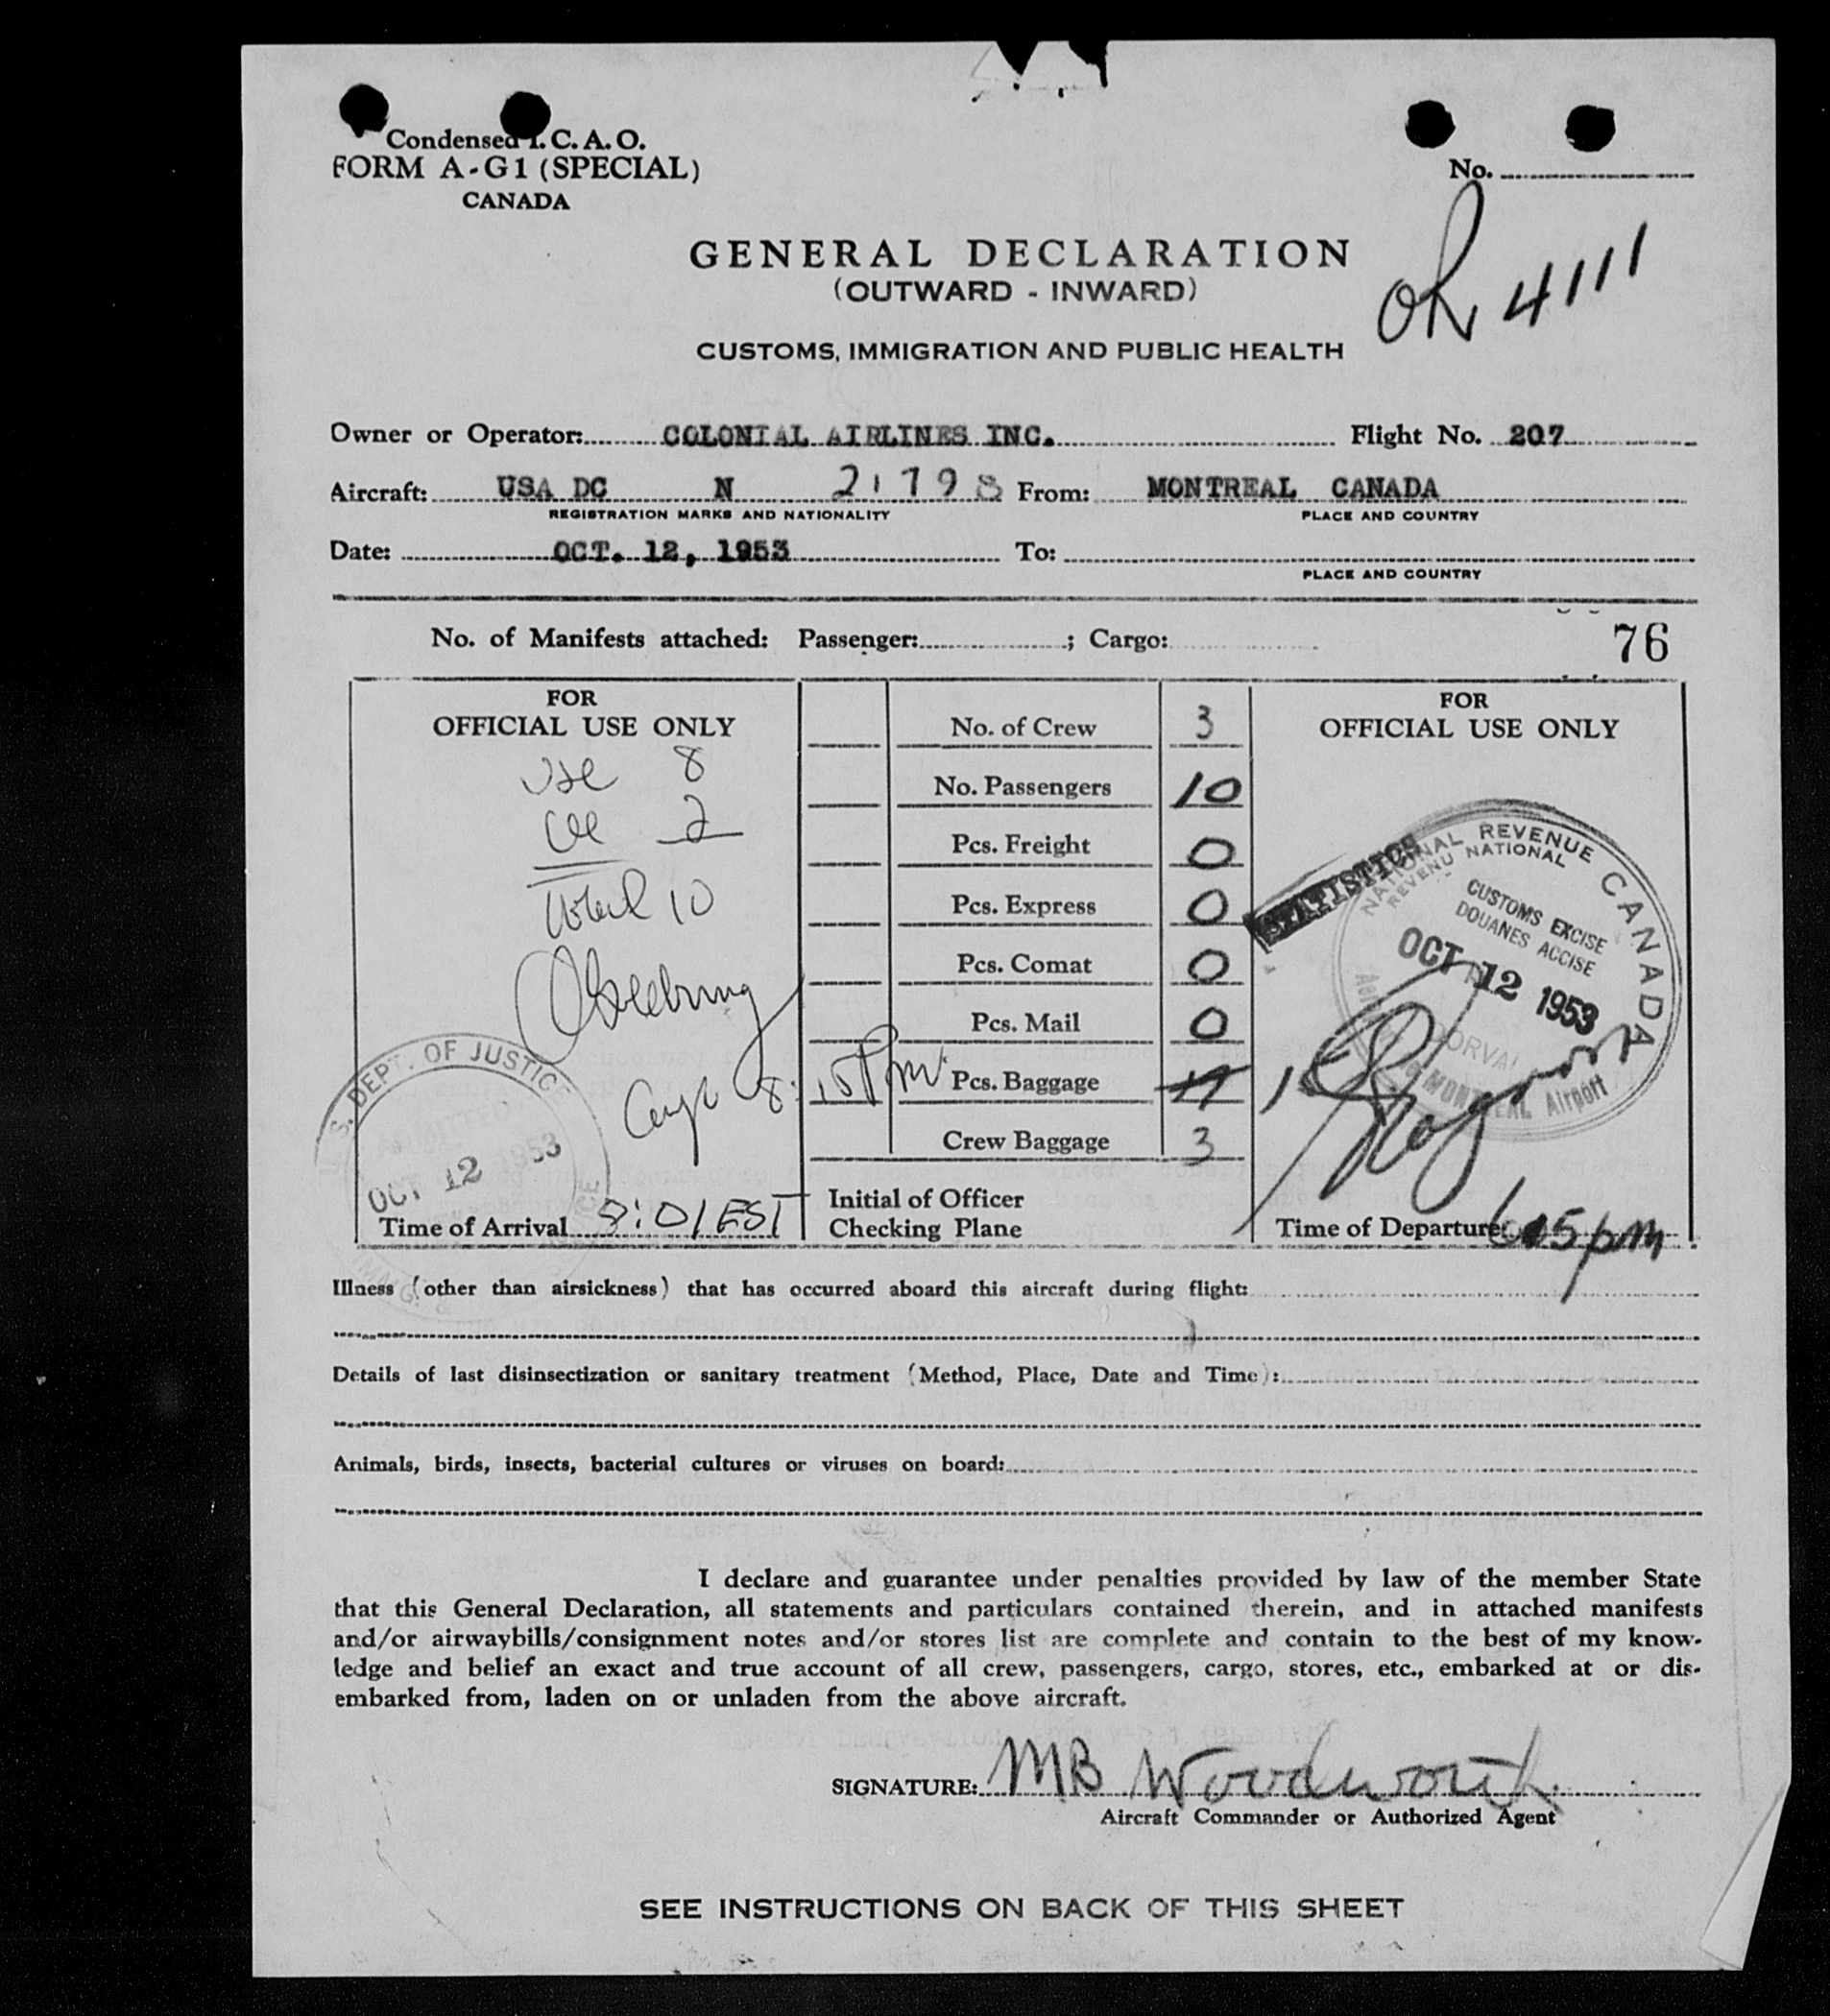 Condensed I. C. A. O.
FORM A-G1 (SPECIAL)
CANADA
No.
4111
GENERAL DECLARATION
(OUTWARD - INWARD)
CUSTOMS, IMMIGRATION AND PUBLIC HEALTH
Owner or Operator: COLONIAL AIRLINES INC. Flight No. 207
Aircraft: USA DC N 21798 From: MONTREAL CANADA
REGISTRATION MARKS AND NATIONALITY PLACE AND COUNTRY
Date: OCT. 12, 1953 To:
PLACE AND COUNTRY
No. of Manifests attached: Passenger: ; Cargo:
76
FOR
OFFICIAL USE ONLY
USC 8
2
Total 10
8:15 Pm
U.S. DEPT. OF JUSTICE
OCT 12 1953
Time of Arrival 8:01 EST
No. of Crew 3
No. Passengers 10
Pcs. Freight 0
Pcs. Express 0
Pcs. Comat 0
Pcs. Mail 0
Pcs. Baggage 17
Crew Baggage 3
Initial of Officer
Checking Plane
FOR
OFFICIAL USE ONLY
STATISTICS
NATIONAL REVENUE CANADA
REVENU NATIONAL
CUSTOMS EXCISE
DOUANES ACCISE
OCT 12 1953
DORVAL
MONTREAL Airport
Time of Departure: 6:05 pm
Illness (other than airsickness) that has occurred aboard this aircraft during flight:
Details of last disinsectization or sanitary treatment (Method, Place, Date and Time):
Animals, birds, insects, bacterial cultures or viruses on board:
I declare and guarantee under penalties provided by law of the member State
that this General Declaration, all statements and particulars contained therein, and in attached manifests
and/or airwaybills/consignment notes and/or stores list are complete and contain to the best of my know-
ledge and belief an exact and true account of all crew, passengers, cargo, stores, etc., embarked at or dis-
embarked from, laden on or unladen from the above aircraft.
SIGNATURE: MB Woodworth
Aircraft Commander or Authorized Agent
SEE INSTRUCTIONS ON BACK OF THIS SHEET